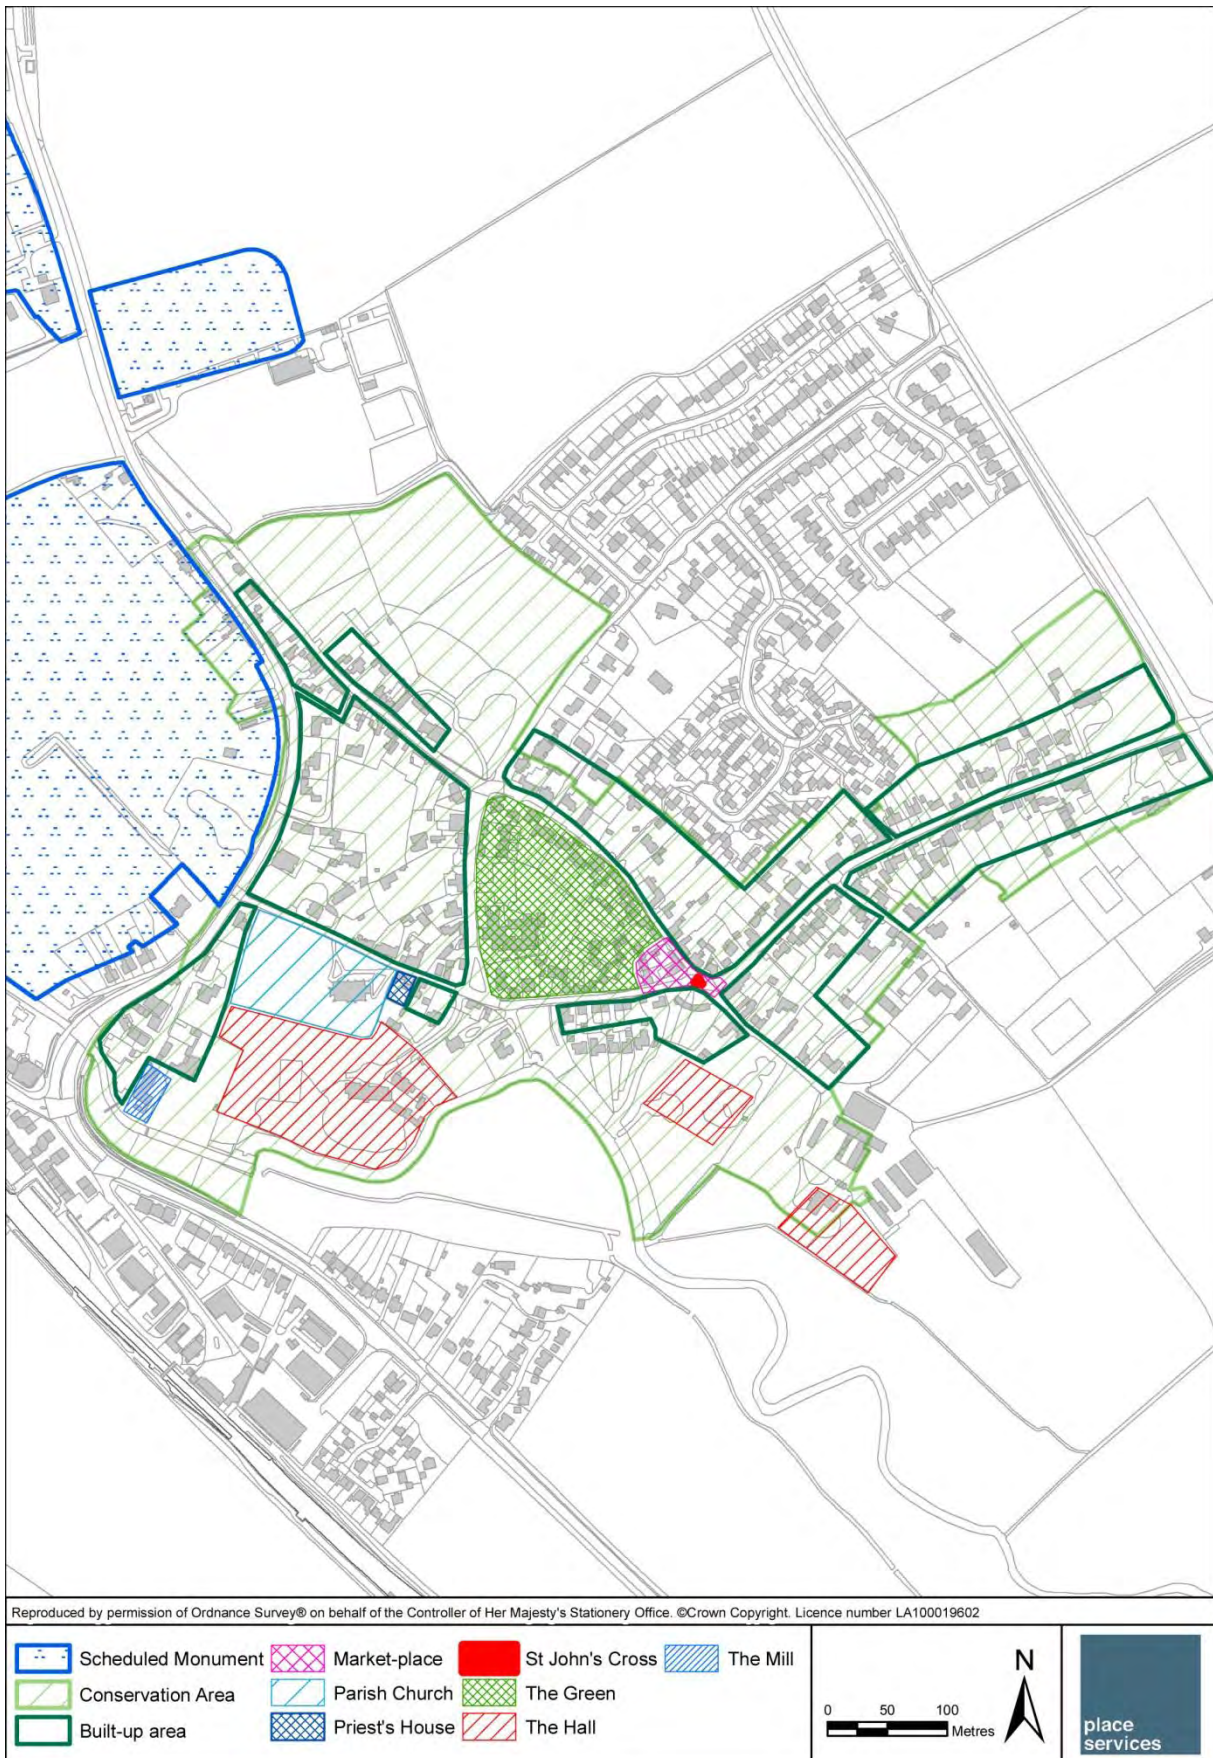 Reproduced by permission of Ordnance Survey® on behalf of the Controller of Her Majesty's Stationery Office. ©Crown Copyright. Licence number LA100019602
Scheduled Monument Market-place St John's Cross The Mill
Conservation Area Parish Church The Green
Built-up area Priest's House The Hall
N
0 50 100
Metres
place
services